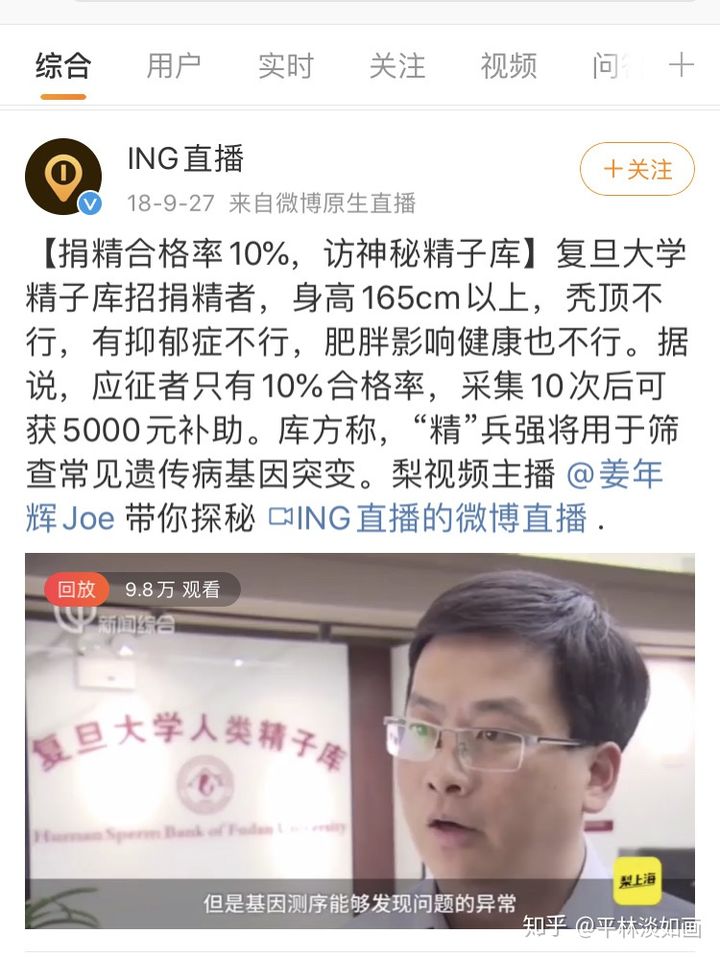 综合 用户 实时 关注 视频 问
ING直播
+关注
18-9-27 来自微博原生直播
【捐精合格率10%，访神秘精子库】复旦大学
精子库招捐精者，身高165cm以上，秃顶不
行，有抑郁症不行，肥胖影响健康也不行。据
说，应征者只有10%合格率，采集10次后可
获5000元补助。库方称，“精”兵强将用于筛
查常见遗传病基因突变。梨视频主播 @姜年
辉Joe 带你探秘 ING直播的微博直播 .
回放 9.8万 观看
新闻综合
复旦大学人类精子库
Human Sperm Bank of Fudan University
梨上海
但是基因测序能够发现问题的异常
知乎 @平林淡如画